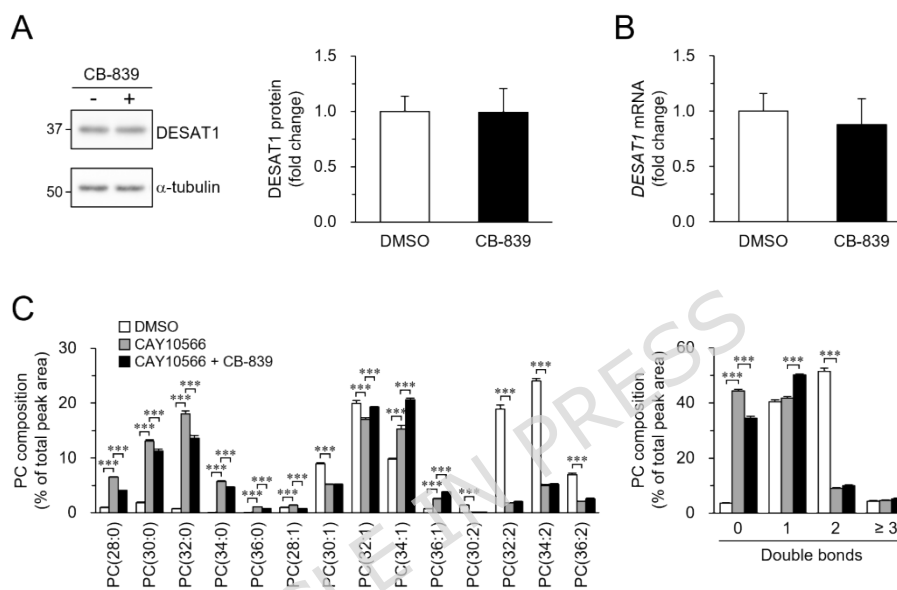 A
CB-839
- +
37
DESAT1
50
α-tubulin
DESAT1 protein
(fold change)
1.5
1.0
0.5
0.0
DMSO
CB-839
B
DESAT1 mRNA
(fold change)
1.5
1.0
0.5
0.0
DMSO
CB-839
C
DMSO
CAY10566
CAY10566 + CB-839
PC composition
(% of total peak area)
30
20
10
0
*** *** *** *** *** *** *** *** *** *** *** *** *** *** *** *** *** *** *** *** *** ***
PC(28:0)
PC(30:0)
PC(32:0)
PC(34:0)
PC(36:0)
PC(28:1)
PC(30:1)
PC(32:1)
PC(34:1)
PC(36:1)
PC(30:2)
PC(32:2)
PC(34:2)
PC(36:2)
PC composition
(% of total peak area)
60
40
20
0
*** *** *** ***
0 1 2 ≥ 3
Double bonds
LE IN PRESS